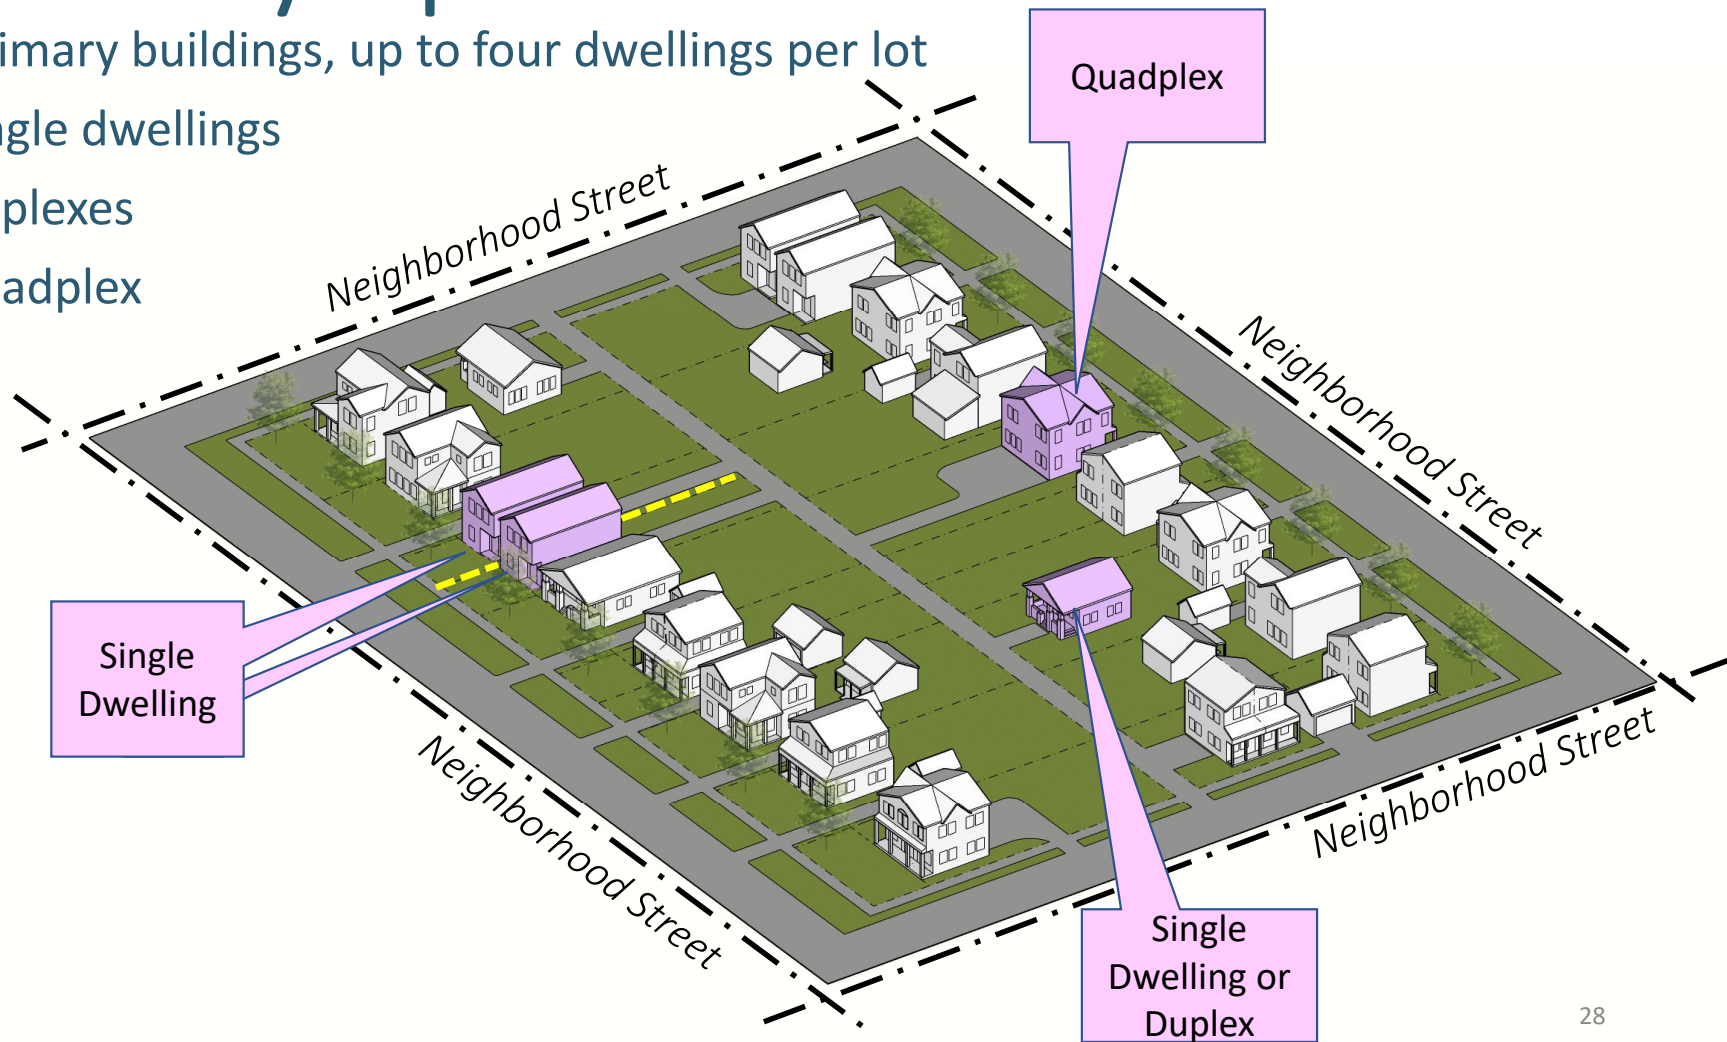 imary buildings, up to four dwellings per lot
gle dwellings
plexes
adplex
Quadplex
Neighborhood Street
Neighborhood Street
Single
Dwelling
Neighborhood Street
Neighborhood Street
Single
Dwelling or
Duplex
28